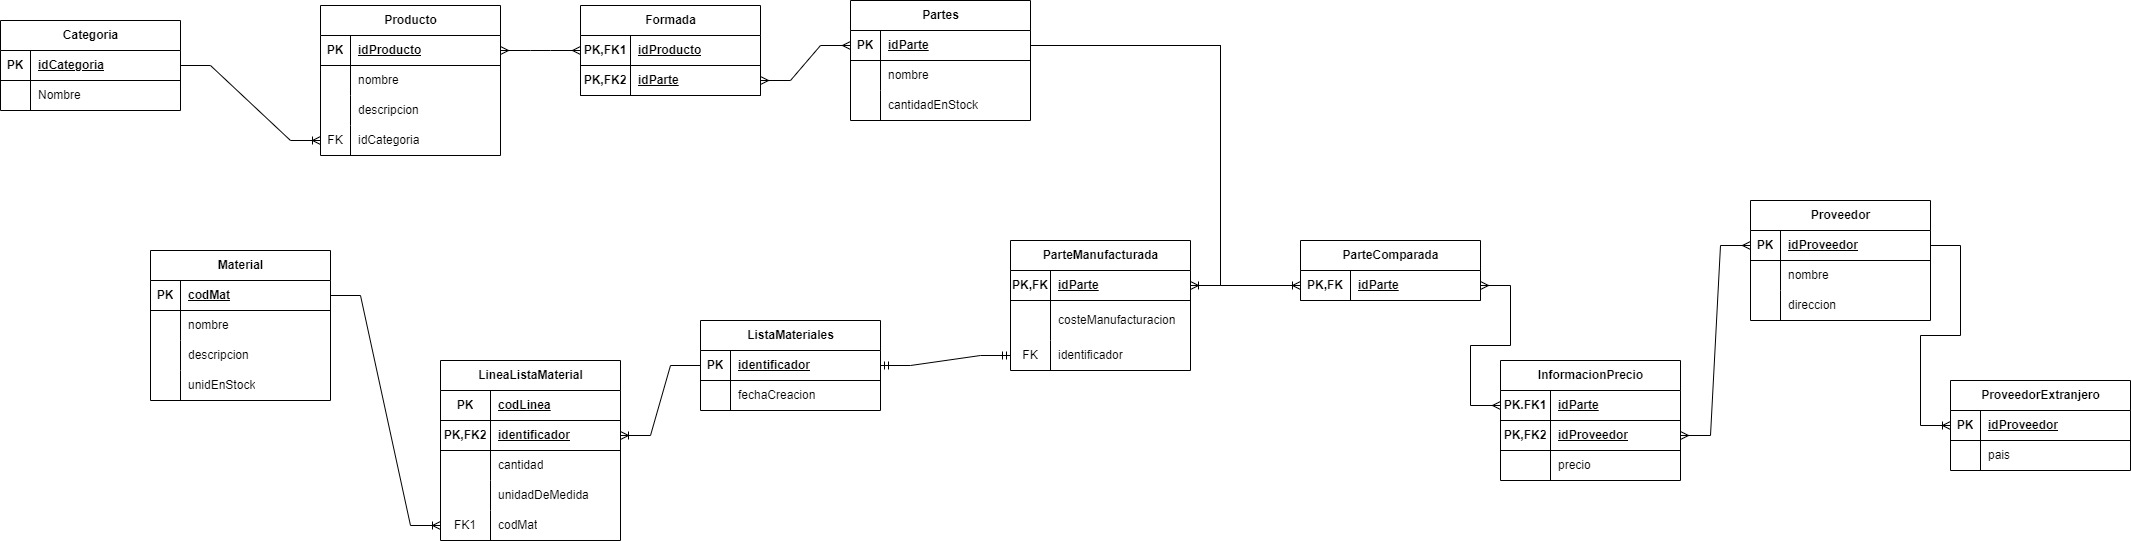 Categoria
PK idCategoria
Nombre
Producto
PK idProducto
nombre
descripcion
FK idCategoria
Formada
PK,FK1 idProducto
PK,FK2 idParte
Partes
PK idParte
nombre
cantidadEnStock
Material
PK codMat
nombre
descripcion
unidEnStock
LineaListaMaterial
PK codLinea
PK,FK2 identificador
cantidad
unidadDeMedida
FK1 codMat
ListaMateriales
PK identificador
fechaCreacion
ParteManufacturada
PK,FK idParte
costeManufacturacion
FK identificador
ParteComparada
PK,FK idParte
InformacionPrecio
PK.FK1 idParte
PK,FK2 idProveedor
precio
Proveedor
PK idProveedor
nombre
direccion
ProveedorExtranjero
PK idProveedor
pais